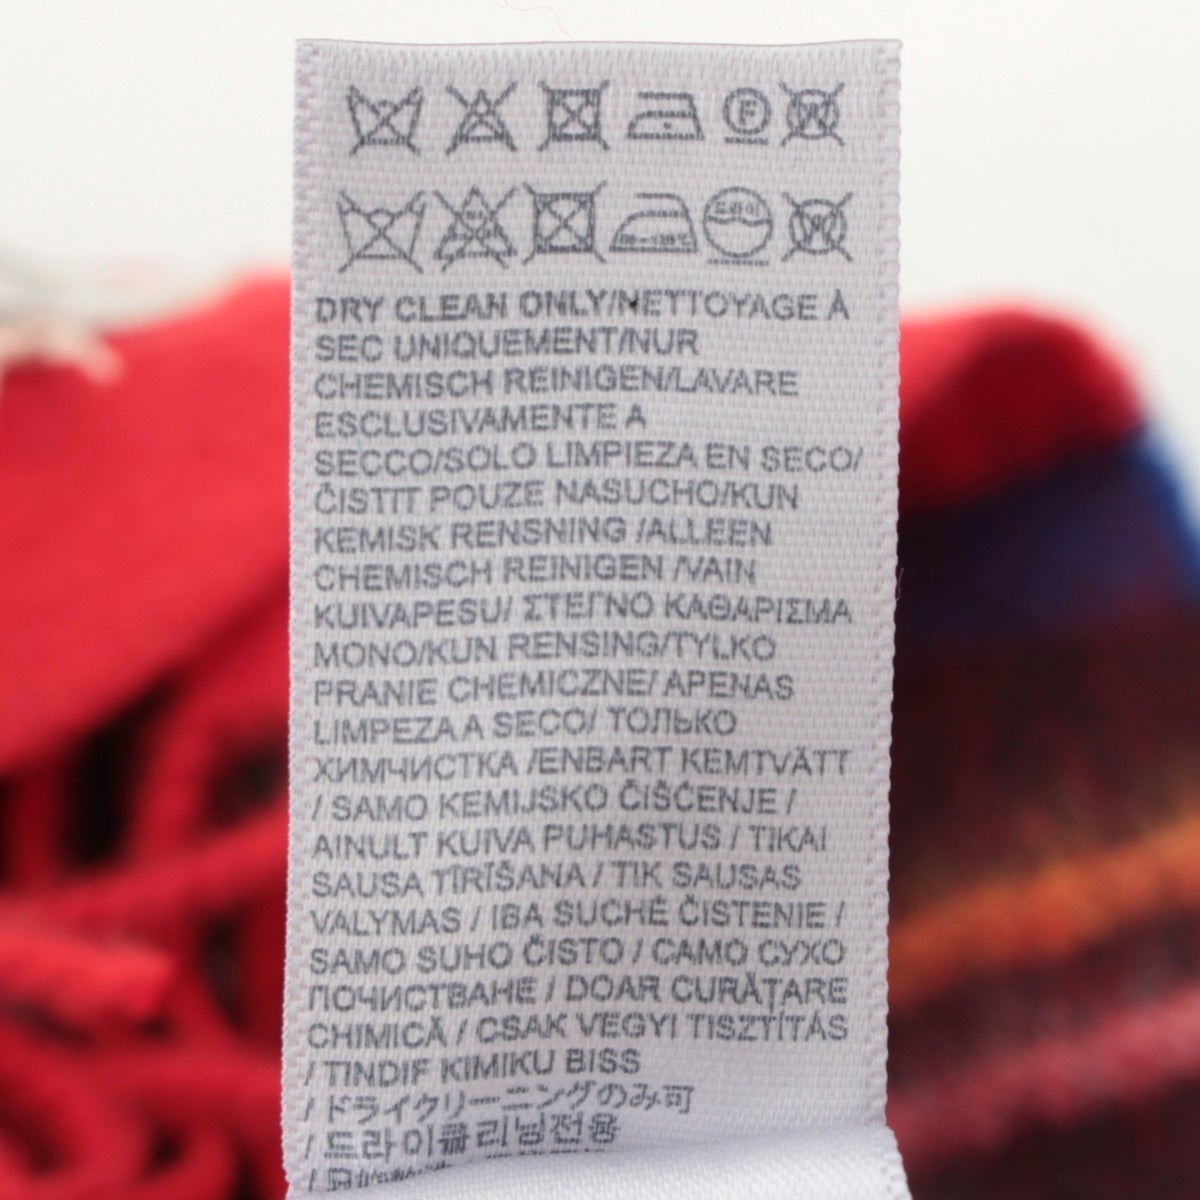 F W
드라이 W
DRY CLEAN ONLY/NETTOYAGE À
SEC UNIQUEMENT/NUR
CHEMISCH REINIGEN/LAVARE
ESCLUSIVAMENTE A
SECCO/SOLO LIMPIEZA EN SECO/
ČISTIT POUZE NASUCHO/KUN
KEMISK RENSNING /ALLEEN
CHEMISCH REINIGEN /VAIN
KUIVAPESU/ ΣΤΕΓΝΟ ΚΑΘΑΡΙΣΜΑ
ΜΟΝΟ/KUN RENSING/TYLKO
PRANIE CHEMICZNE/ APENAS
LIMPEZA A SECO/ ТОЛЬКО
ХИМЧИСТКА /ENBART KEMTVÄTT
/ SAMO KEMIJSKO ČIŠĆENJE /
AINULT KUIVA PUHASTUS / TIKAI
SAUSA TĪRĪŠANA / TIK SAUSAS
VALYMAS / IBA SUCHÉ ČISTENIE /
SAMO SUHO ČISTO / САМО СУХО
ПОЧИСТВАНЕ / DOAR CURĂȚARE
CHIMICĂ / CSAK VEGYI TISZTÍTÁS
/ TINDIF KIMIKU BISS
/ ドライクリーニングのみ可
/ 드라이클리닝전용